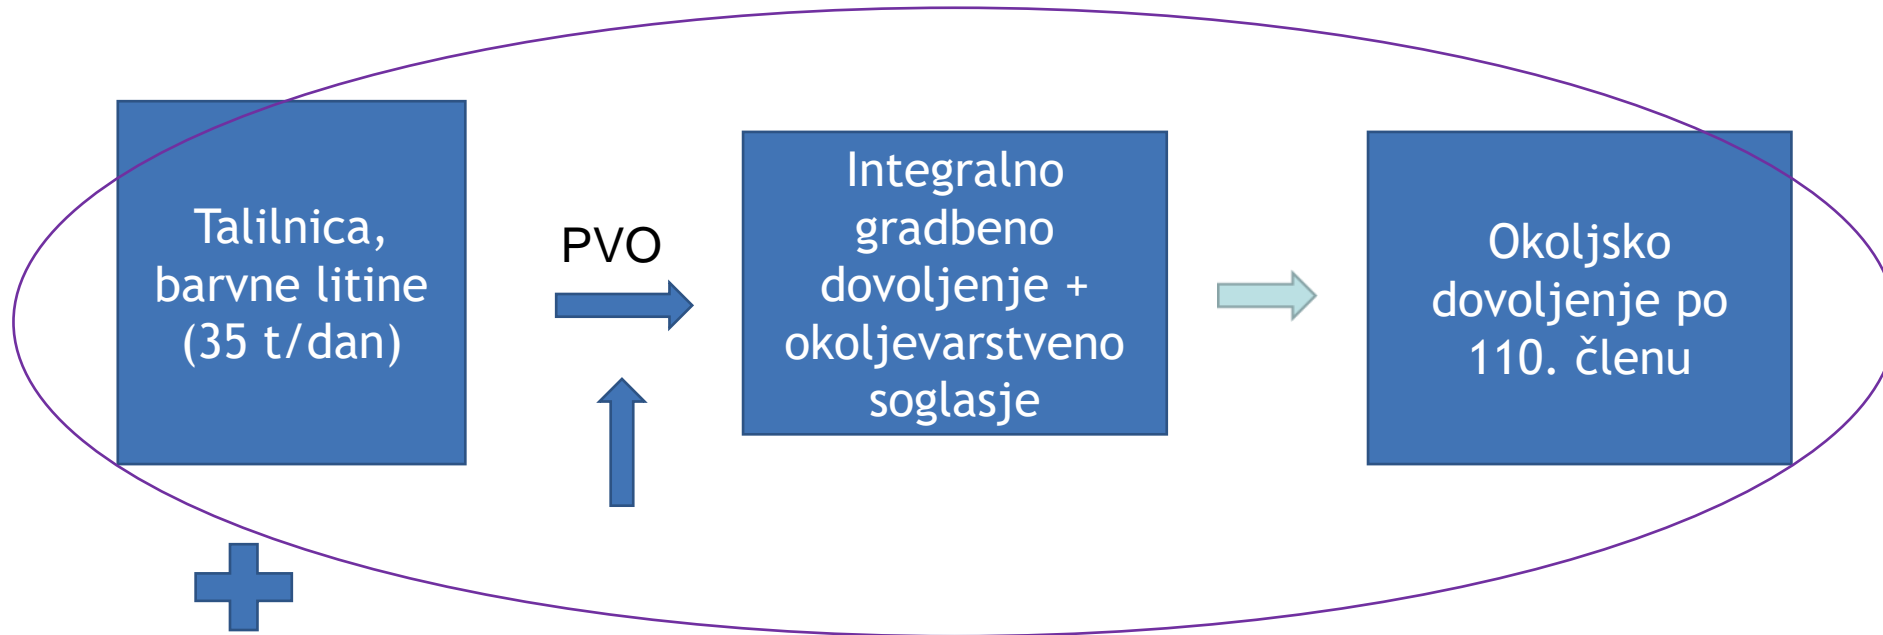 Talilnica,
barvne litine
(35 t/dan)
PVO
Integralno
gradbeno
dovoljenje +
okoljevarstveno
soglasje
Okoljsko
dovoljenje po
110. členu